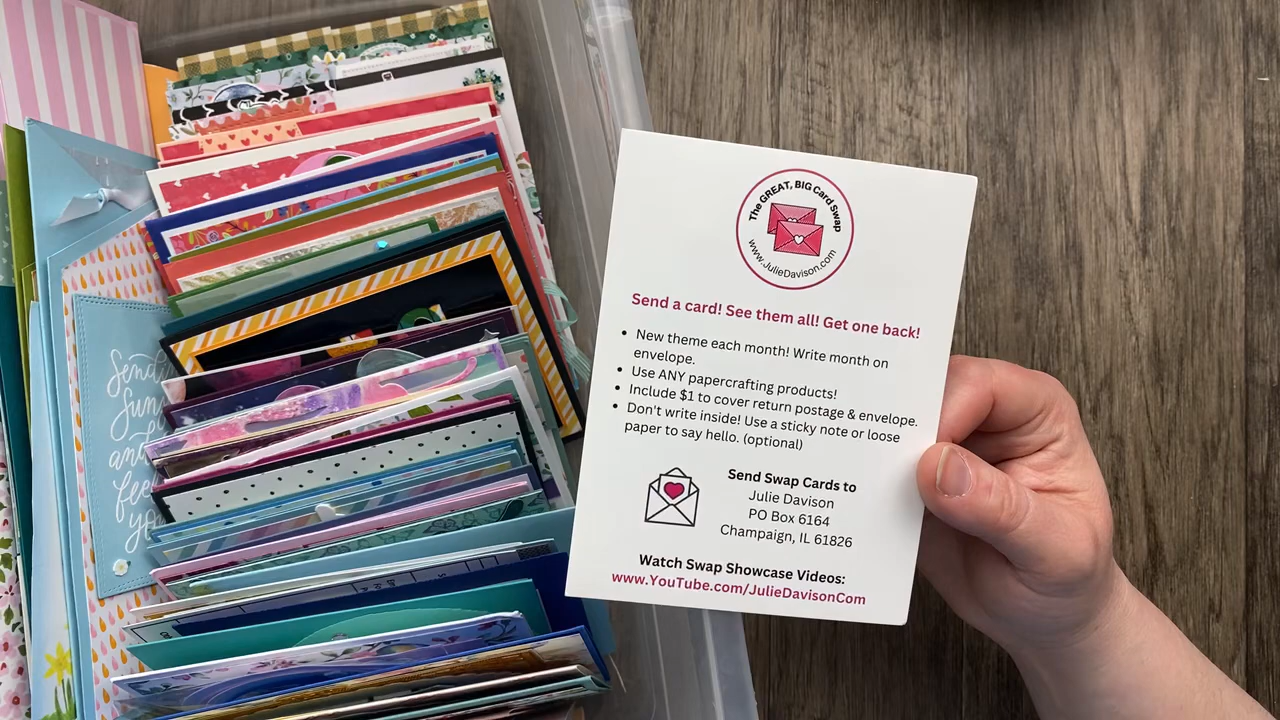 The GREAT, BIG Card Swap
www.JulieDavison.com
Send a card! See them all! Get one back!
• New theme each month! Write month on
envelope.
• Use ANY papercrafting products!
• Include $1 to cover return postage & envelope.
• Don't write inside! Use a sticky note or loose
paper to say hello. (optional)
Send Swap Cards to
Julie Davison
PO Box 6164
Champaign, IL 61826
Watch Swap Showcase Videos:
www.YouTube.com/JulieDavisonCom